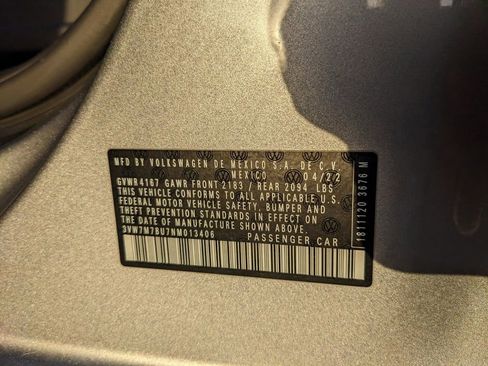 MFD BY VOLKSWAGEN DE MEXICO S.A. DE C.V.
MEXICO 04/22
GVWR4167 GAWR FRONT 2183 / REAR 2094 LBS
THIS VEHICLE CONFORMS TO ALL APPLICABLE U.S.
FEDERAL MOTOR VEHICLE SAFETY, BUMPER AND
THEFT PREVENTION STANDARDS IN EFFECT ON
THE DATE OF MANUFACTURE SHOWN ABOVE.
3VW7M7BU7NM013406 PASSENGER CAR
1811120 3676 M